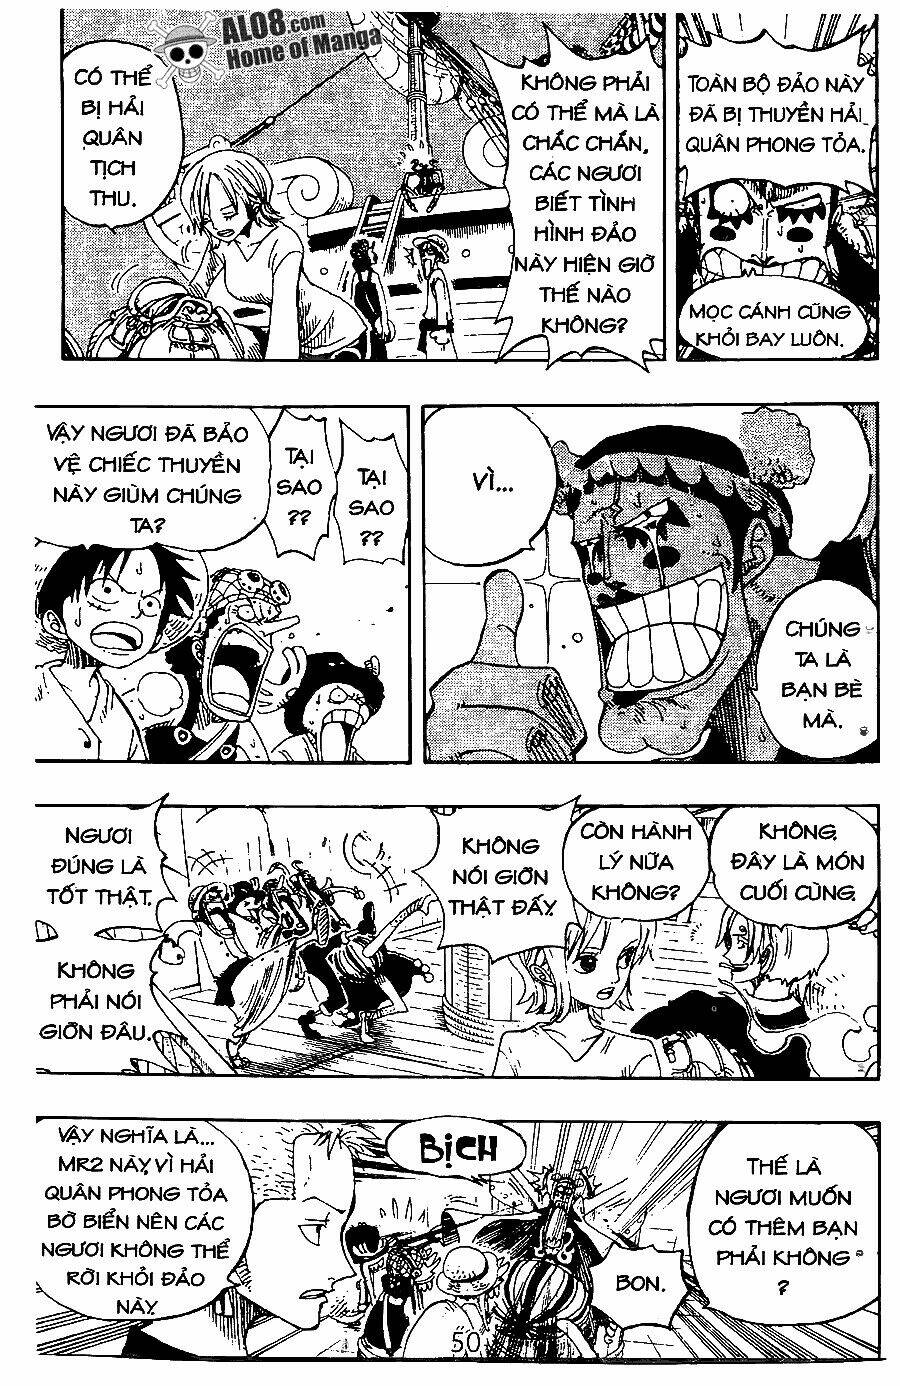 AL08.com
Home of Manga
TOÀN BỘ ĐẢO NÀY
ĐÃ BỊ THUYỀN HẢI
QUÂN PHONG TỎA.
MỌC CÁNH CŨNG
KHỎI BAY LUÔN.
KHÔNG PHẢI
CÓ THỂ MÀ LÀ
CHẮC CHẮN.
CÁC NGƯƠI
BIẾT TÌNH
HÌNH ĐẢO
NÀY HIỆN GIỜ
THẾ NÀO
KHÔNG?
CÓ THỂ
BỊ HẢI
QUÂN
TỊCH
THU.
VÌ...
CHÚNG
TA LÀ
BẠN BÈ
MÀ.
TẠI
SAO
??
TẠI
SAO
??
VẬY NGƯƠI ĐÃ BẢO
VỆ CHIẾC THUYỀN
NÀY GIÙM CHÚNG
TA?
KHÔNG,
ĐÂY LÀ MÓN
CUỐI CÙNG.
CÒN HÀNH
LÝ NỮA
KHÔNG?
KHÔNG
NÓI GIỠN
THẬT ĐẤY.
NGƯƠI
ĐÚNG LÀ
TỐT THẬT.
KHÔNG
PHẢI NÓI
GIỠN ĐÂU.
THẾ LÀ
NGƯƠI MUỐN
CÓ THÊM BẠN
PHẢI KHÔNG
?
BON.
BỊCH
VẬY NGHĨA LÀ...
MR2 NÀY, VÌ HẢI
QUÂN PHONG TỎA
BỜ BIỂN NÊN CÁC
NGƯƠI KHÔNG THỂ
RỜI KHỎI ĐẢO
NÀY.
50